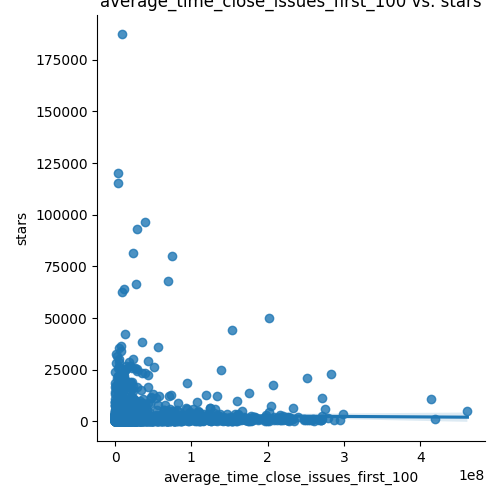 average_time_close_issues_first_100 vs. stars
175000
150000
125000
100000
75000
50000
25000
0
stars
0 1 2 3 4
1e8
average_time_close_issues_first_100